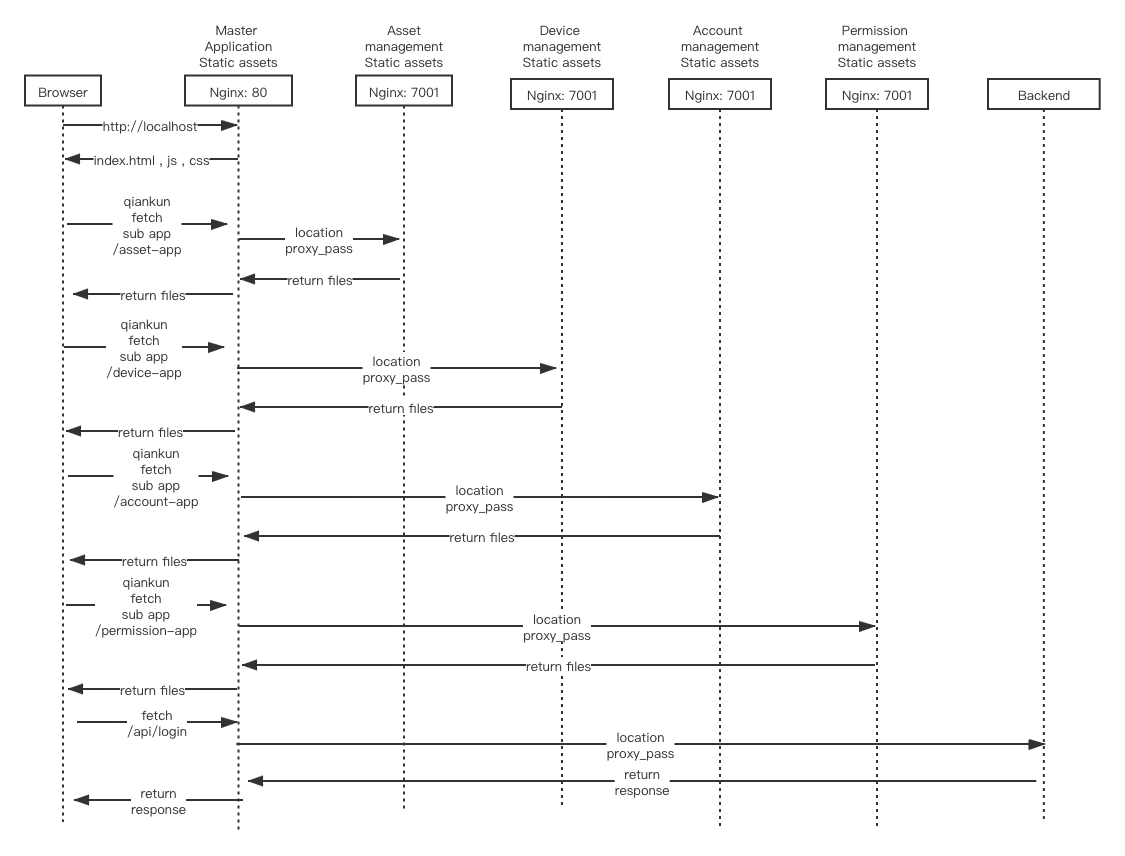 Master
Application
Static assets
Asset
management
Static assets
Device
management
Static assets
Account
management
Static assets
Permission
management
Static assets
Browser
Nginx: 80
Nginx: 7001
Nginx: 7001
Nginx: 7001
Nginx: 7001
Backend
http://localhost
index.html , js , css
qiankun
fetch
sub app
/asset-app
location
proxy_pass
return files
return files
qiankun
fetch
sub app
/device-app
location
proxy_pass
return files
return files
qiankun
fetch
sub app
/account-app
location
proxy_pass
return files
return files
qiankun
fetch
sub app
/permission-app
location
proxy_pass
return files
return files
fetch
/api/login
location
proxy_pass
return
response
return
response